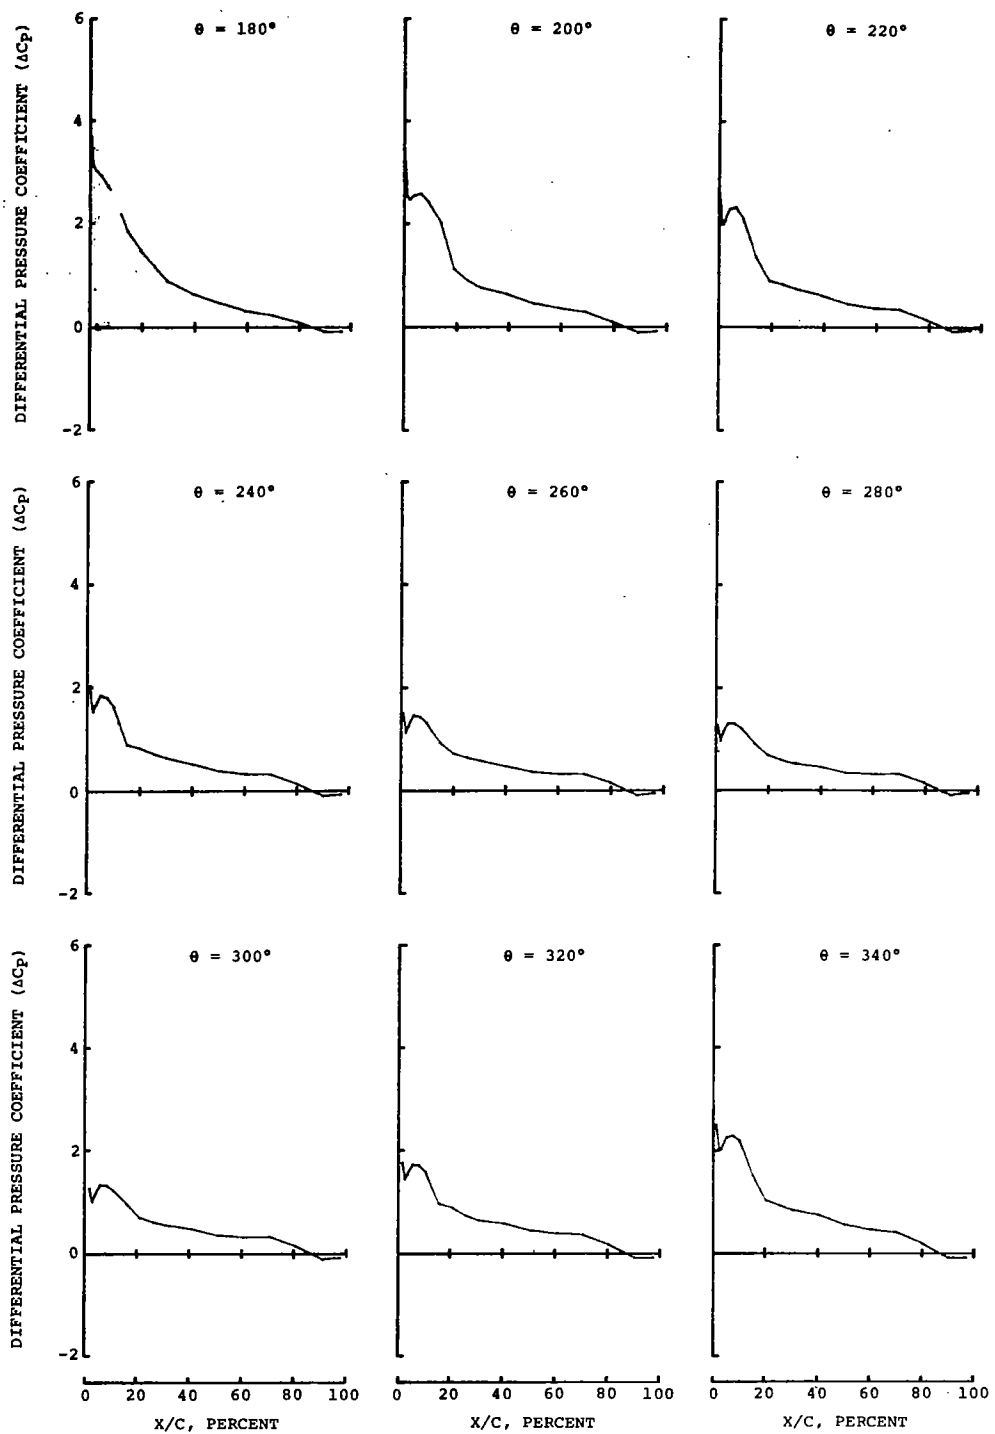 DIFFERENTIAL PRESSURE COEFFICIENT (ΔCp)
6
4
2
0
-2
θ = 180°
θ = 200°
θ = 220°
DIFFERENTIAL PRESSURE COEFFICIENT (ΔCp)
6
4
2
0
-2
θ = 240°
θ = 260°
θ = 280°
DIFFERENTIAL PRESSURE COEFFICIENT (ΔCp)
6
4
2
0
-2
θ = 300°
θ = 320°
θ = 340°
0 20 40 60 80 100
0 20 40 60 80 100
0 20 40 60 80 100
X/C, PERCENT
X/C, PERCENT
X/C, PERCENT